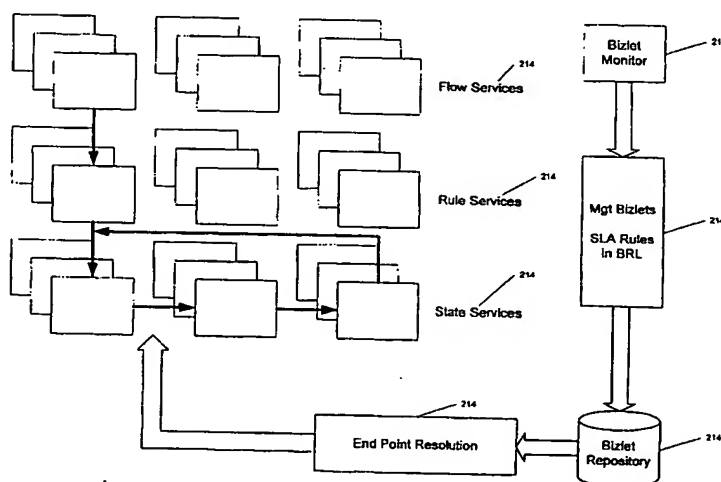 214
Flow Services
214
Rule Services
214
State Services
Bizlet
Monitor
21
Mgt Bizlets
SLA Rules
in BRL
214
214
End Point Resolution
Bizlet
Repository
214